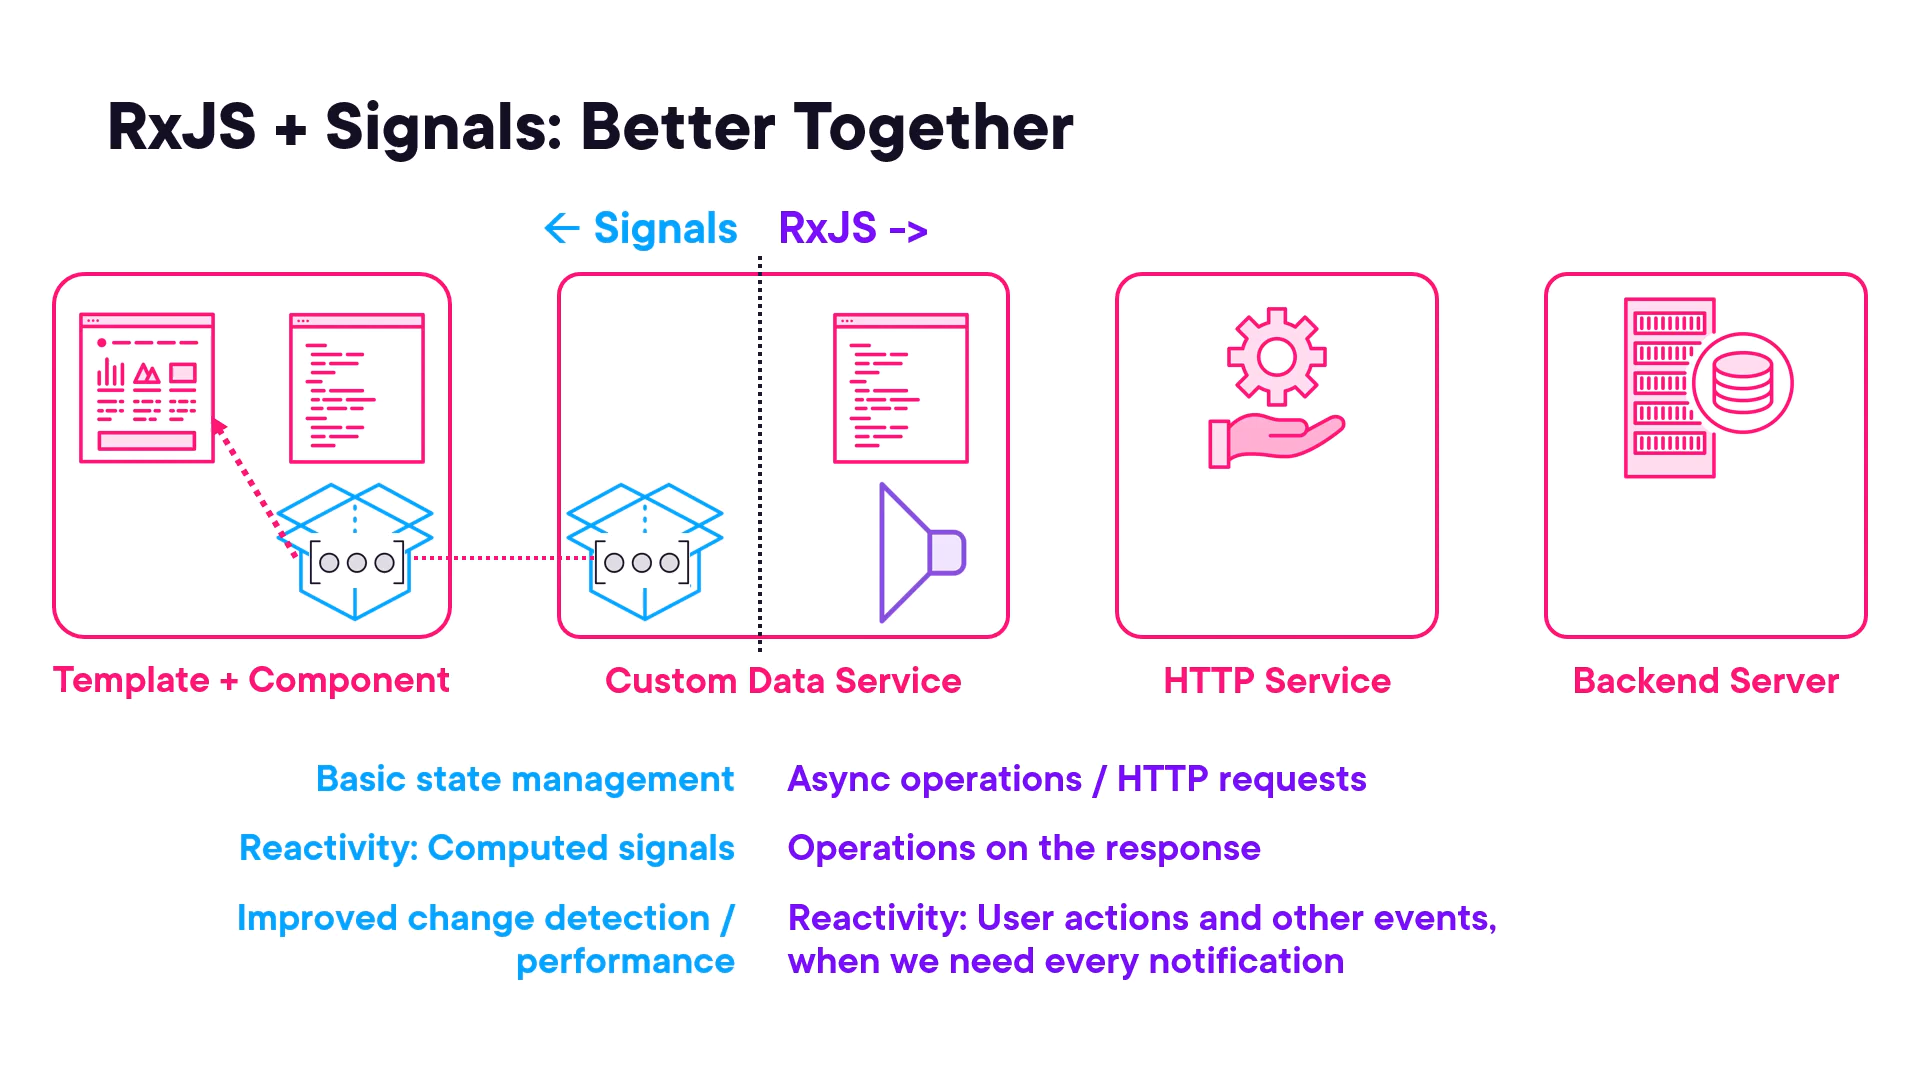 RxJS + Signals: Better Together
← Signals
RxJS ->
Template + Component
Custom Data Service
HTTP Service
Backend Server
Basic state management
Async operations / HTTP requests
Reactivity: Computed signals
Operations on the response
Improved change detection /
performance
Reactivity: User actions and other events,
when we need every notification